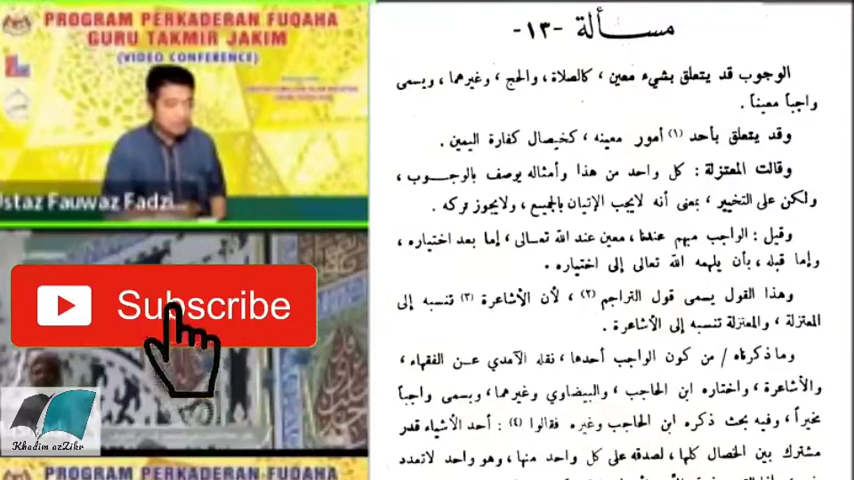 PROGRAM PERKADERAN FUQAHA
GURU TAKMIR JAKIM
(VIDEO CONFERENCE)
Ustaz Fauwaz Fadzi...
Subscribe
Khadim azZikr
PROGRAM PERKADERAN FUQAHA
مسألة -١٣-
الوجوب قد يتعلق بشيء معين ، كالصلاة ، والحج ، وغيرهما ، ويسمى
واجباً معيناً .
وقد يتعلق بأحد (١) أمور معينه ، كخصال كفارة اليمين .
وقالت المعتزلة : كل واحد من هذا وأمثاله يوصف بالوجوب ،
ولكن على التخيير ، بمعنى أنه لايجب الإتيان بالجميع ، ولايجوز تركه .
وقيل : الواجب مبهم عندنا ، معين عند الله تعالى ، إما بعد اختياره ،
وإما قبله ، بأن يلهمه الله تعالى إلى اختياره .
وهذا القول يسمى قول التراجم (٢) ، لأن الأشاعرة (٣) تنسبه إلى
المعتزلة ، والمعتزلة تنسبه إلى الأشاعرة .
وما ذكرناه / من كون الواجب أحدها ، نقله الآمدي عن الفقهاء ،
والأشاعرة ، واختاره ابن الحاجب ، والبيضاوي وغيرهما ، ويسمى واجباً
مخيراً ، وفيه بحث ذكره ابن الحاجب وغيره فقالوا (٤) : أحد الأشياء قدر
مشترك بين الخصال كلها ، لصدقه على كل واحد منها ، وهو واحد لاتعدد